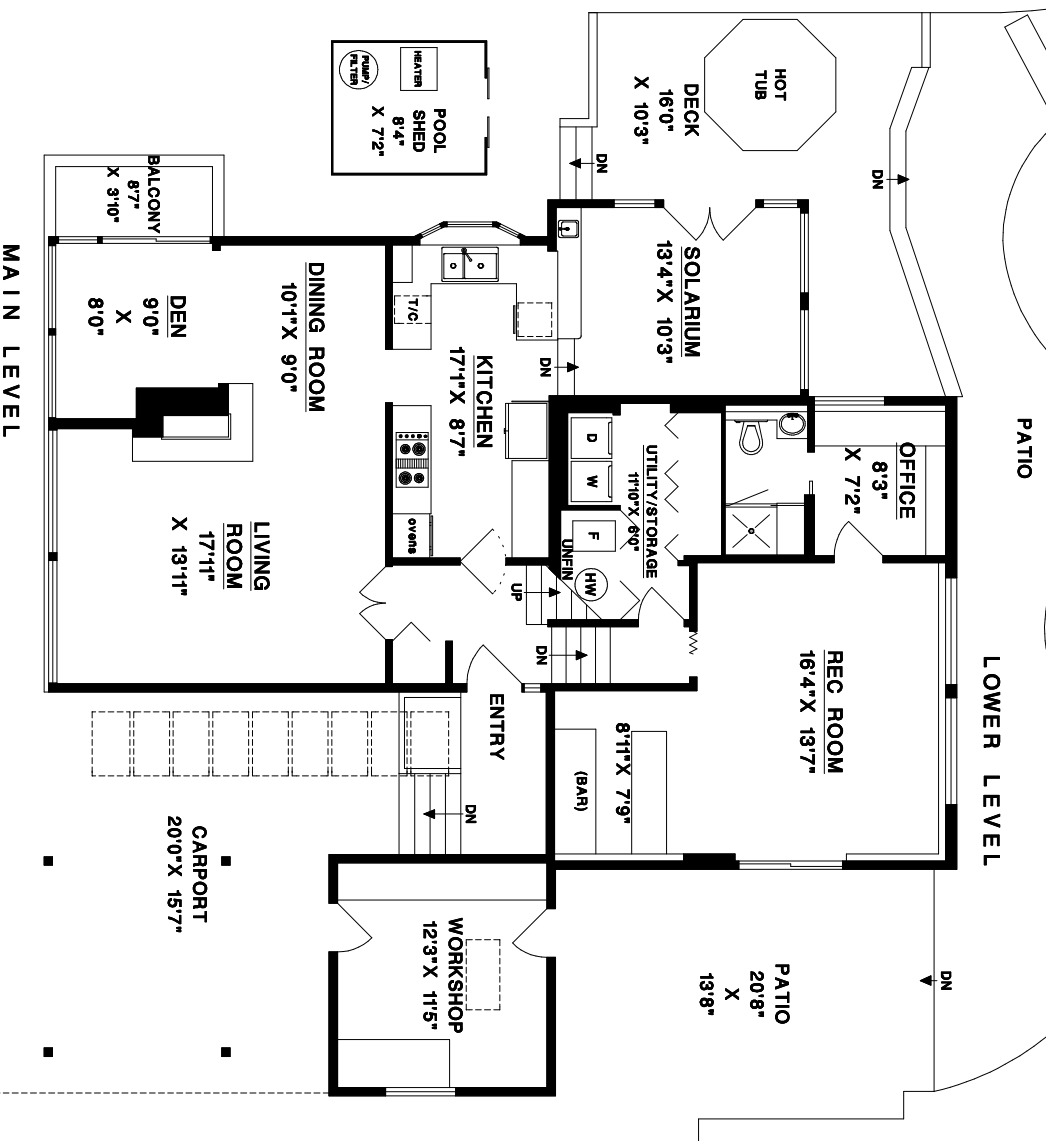 HOT
TUB
DECK
16'0"
X 10'3"
DN
DN
HEATER
PUMP/
FILTER
POOL
SHED
8'4"
X 7'2"
BALCONY
8'7"
X 3'10"
SOLARIUM
13'4"X 10'3"
DN
DINING ROOM
10'1"X 9'0"
DEN
9'0"
X
8'0"
MAIN LEVEL
T/C
KITCHEN
17'1"X 8'7"
ovens
D
W
UTILITY/STORAGE
11'10"X 6'0"
F
HW
UNFIN
OFFICE
8'3"
X 7'2"
PATIO
LIVING
ROOM
17'11"
X 13'11"
UP
DN
REC ROOM
16'4"X 13'7"
LOWER LEVEL
ENTRY
8'11"X 7'9"
(BAR)
DN
CARPORT
20'0"X 15'7"
WORKSHOP
12'3"X 11'5"
PATIO
20'8"
X
13'8"
DN